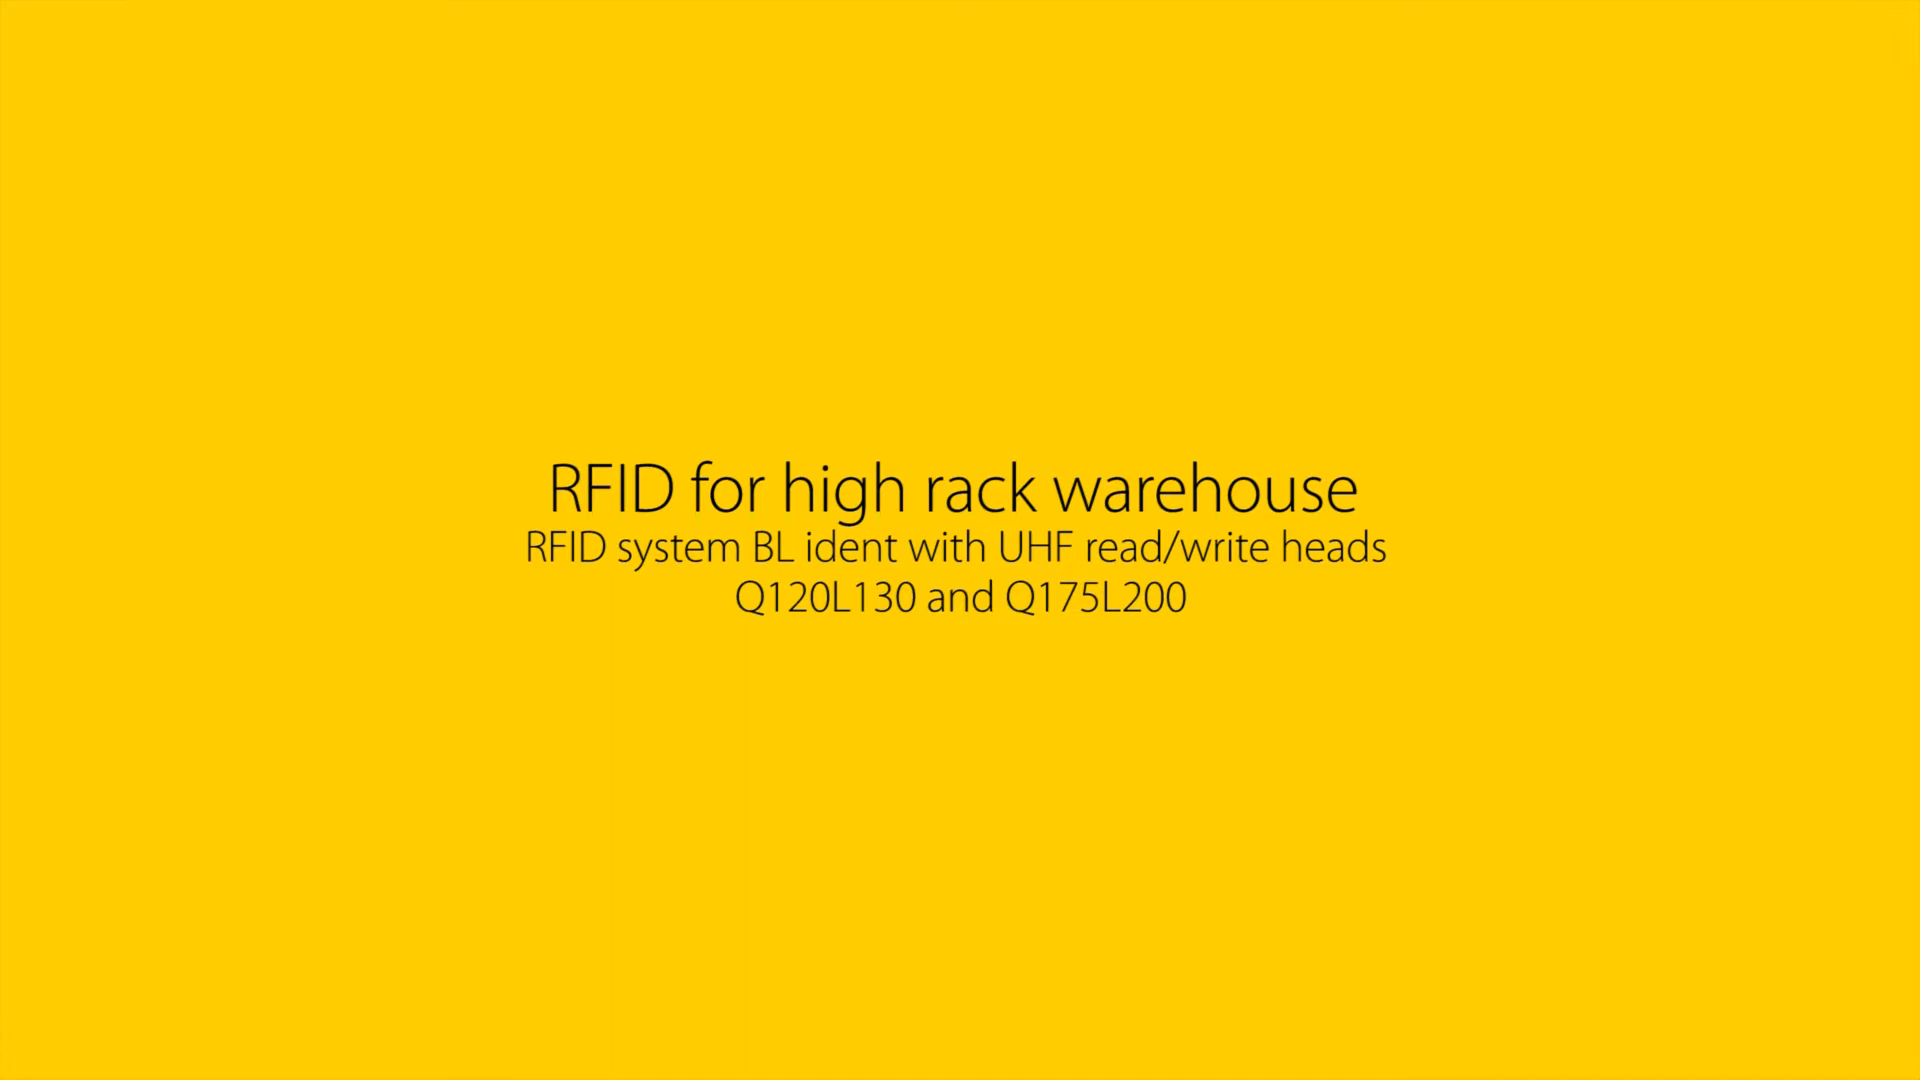 RFID for high rack warehouse
RFID system BL ident with UHF read/write heads
Q120L130 and Q175L200